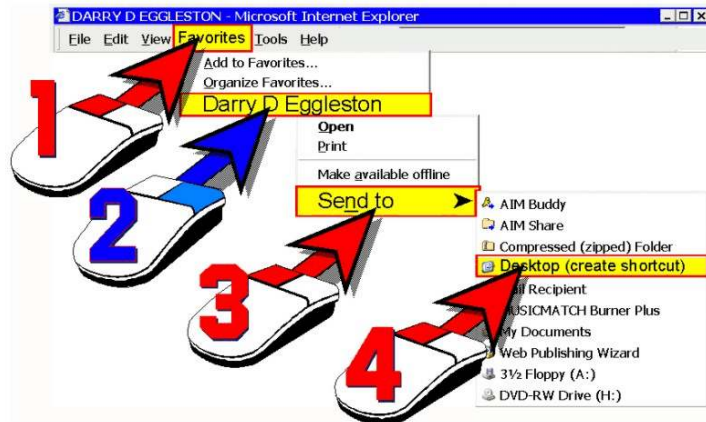 DARRY D EGGLESTON - Microsoft Internet Explorer
File Edit View Favorites Tools Help
Add to Favorites...
Organize Favorites...
Darry D Eggleston
Open
Print
Make available offline
Send to
AIM Buddy
AIM Share
Compressed (zipped) Folder
Desktop (create shortcut)
Recipient
MUSICMATCH Burner Plus
My Documents
Web Publishing Wizard
3½ Floppy (A:)
DVD-RW Drive (H:)
1
2
3
4